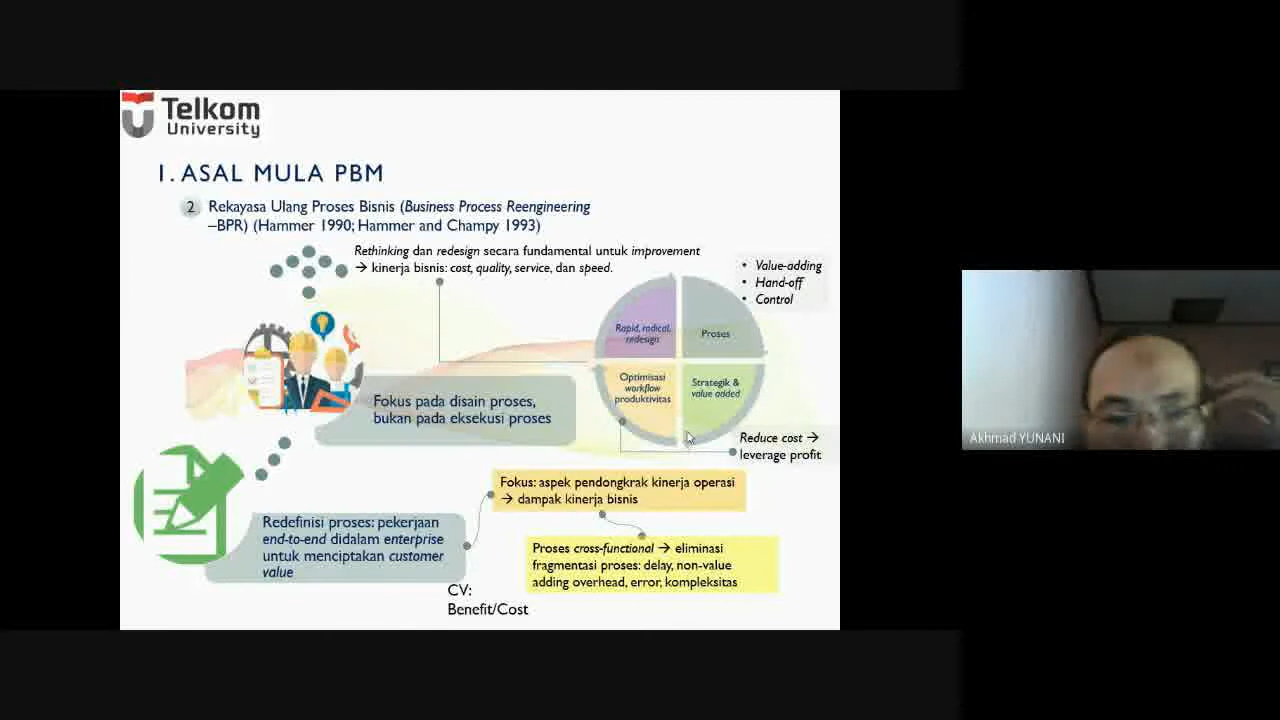 Telkom
University
1. ASAL MULA PBM
2 Rekayasa Ulang Proses Bisnis (Business Process Reengineering
–BPR) (Hammer 1990; Hammer and Champy 1993)
Rethinking dan redesign secara fundamental untuk improvement
→ kinerja bisnis: cost, quality, service, dan speed.
• Value-adding
• Hand-off
• Control
Rapid, radical,
redesign
Proses
Optimisasi
workflow
produktivitas
Strategik &
value added
Fokus pada disain proses,
bukan pada eksekusi proses
Reduce cost →
leverage profit
Fokus: aspek pendongkrak kinerja operasi
→ dampak kinerja bisnis
Redefinisi proses: pekerjaan
end-to-end didalam enterprise
untuk menciptakan customer
value
Proses cross-functional → eliminasi
fragmentasi proses: delay, non-value
adding overhead, error, kompleksitas
CV:
Benefit/Cost
Akhmad YUNANI